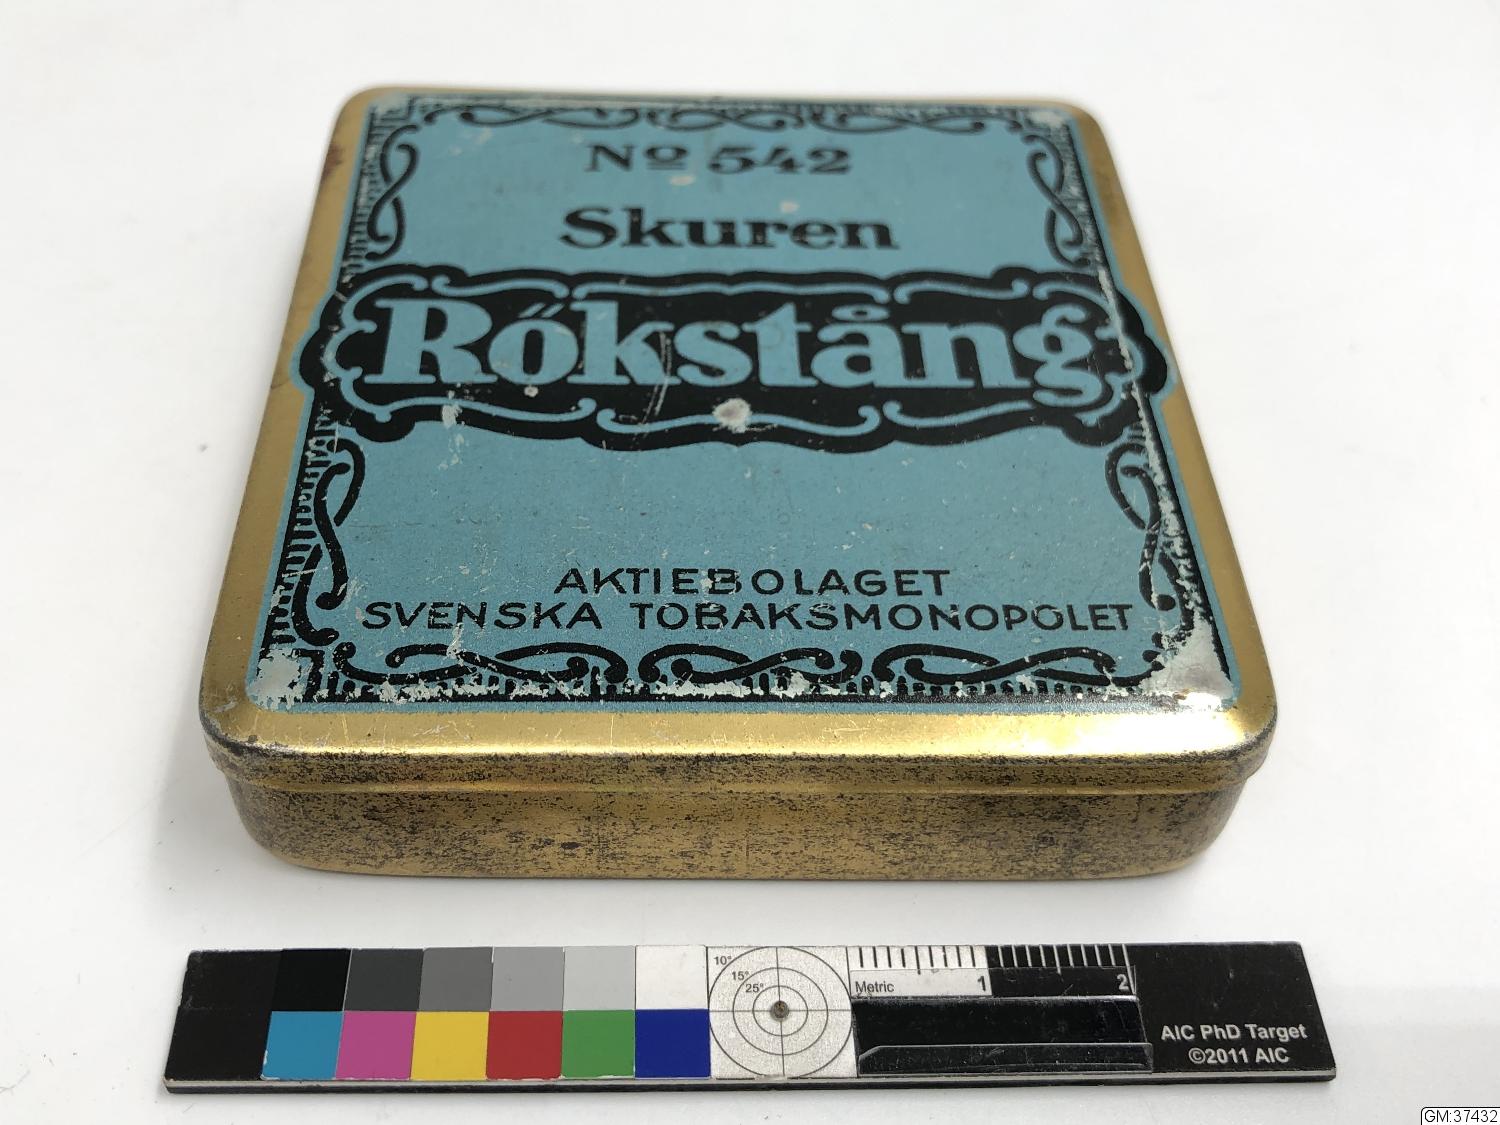 Nº 542
Skuren
Rökstång
AKTIEBOLAGET
SVENSKA TOBAKSMONOPOLET
10°
15°
25°
Metric 1 2
AIC PhD Target
©2011 AIC
GM:37432